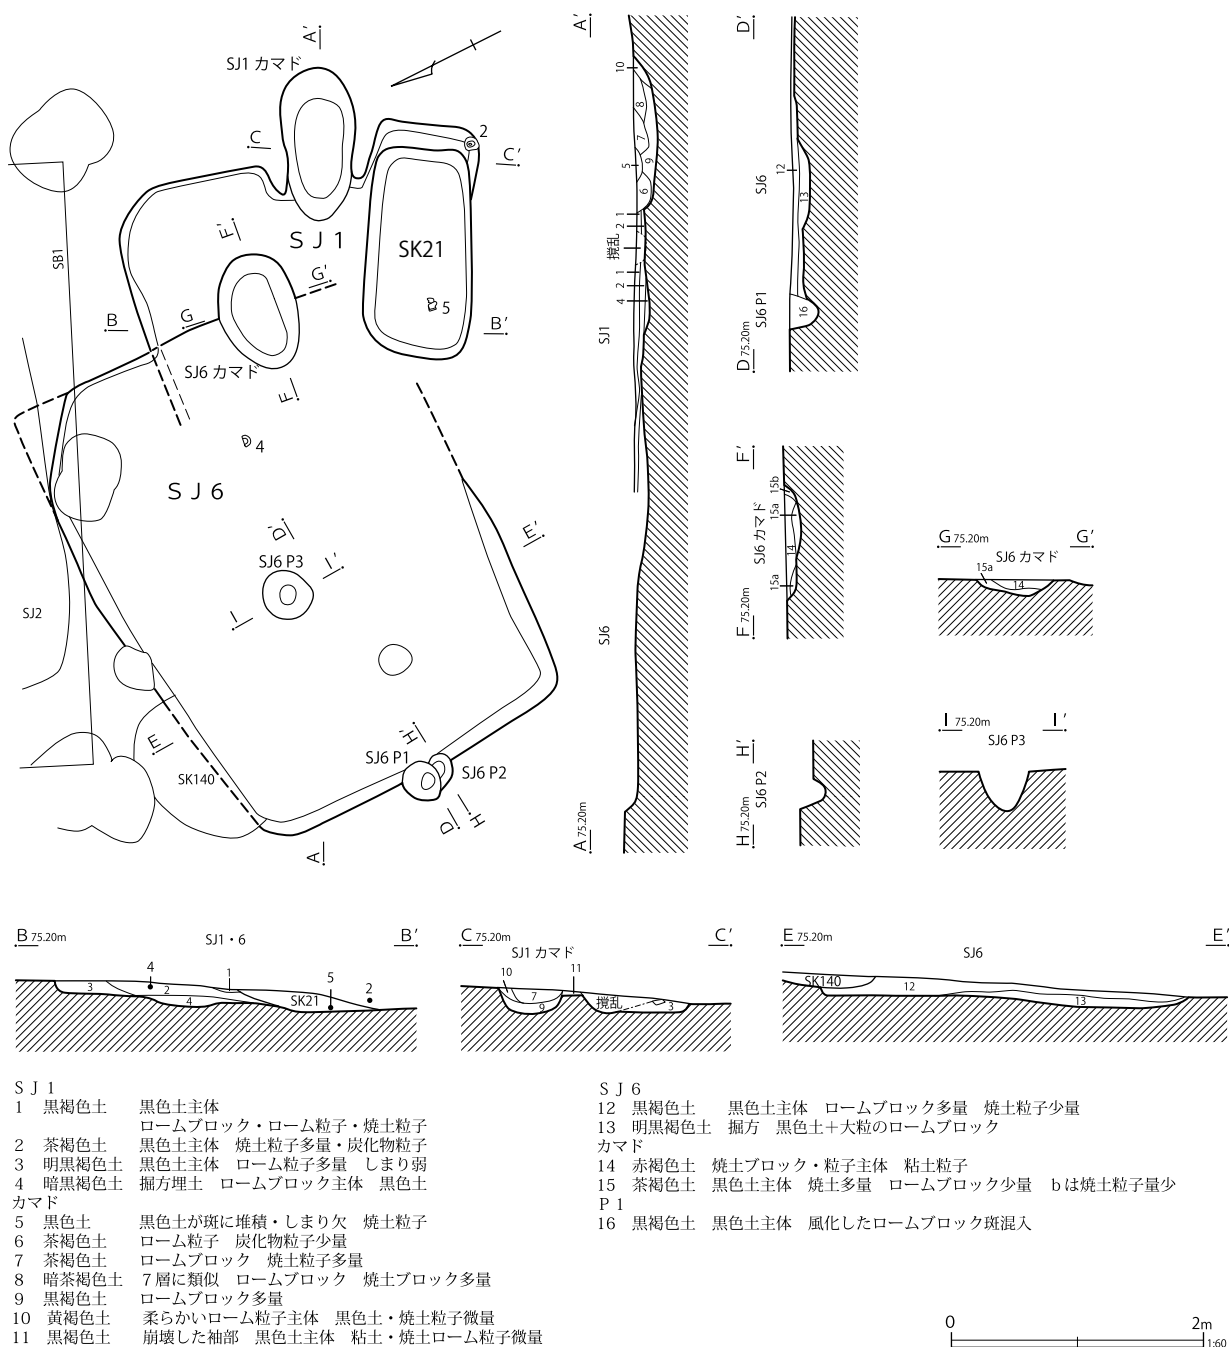 A′
SJ1 カマド
C
2
C′
F′
SJ1
SK21
SB1
G′
G
5
B
B′
SJ6 カマド
F
4
SJ6
E′
D′
SJ6 P3
I′
I
SJ2
H′
E
SJ6 P1
SJ6 P2
SK140
D
H
A
A′
10
8
7
5
9
6
1
2
撹乱
1
2
4
SJ1
SJ6
A 75.20m
D′
12
SJ6
13
SJ6 P1
16
D 75.20m
F′
15b
15a
SJ6 カマド
14
15a
F 75.20m
G 75.20m
G′
SJ6 カマド
15a
14
H′
SJ6 P2
H 75.20m
I 75.20m
I′
SJ6 P3
B 75.20m
SJ1・6
B′
4
1
5
2
3
2
4
SK21
C 75.20m
C′
SJ1 カマド
10
11
7
9
撹乱
3
E 75.20m
SJ6
E′
SK140
12
13
SJ1
1 黒褐色土 黒色土主体
ロームブロック・ローム粒子・焼土粒子
2 茶褐色土 黒色土主体 焼土粒子多量・炭化物粒子
3 明黒褐色土 黒色土主体 ローム粒子多量 しまり弱
4 暗黒褐色土 掘方埋土 ロームブロック主体 黒色土
カマド
5 黒色土 黒色土が斑に堆積・しまり欠 焼土粒子
6 茶褐色土 ローム粒子 炭化物粒子少量
7 茶褐色土 ロームブロック 焼土粒子多量
8 暗茶褐色土 7層に類似 ロームブロック 焼土ブロック多量
9 黒褐色土 ロームブロック多量
10 黄褐色土 柔らかいローム粒子主体 黒色土・焼土粒子微量
11 黒褐色土 崩壊した袖部 黒色土主体 粘土・焼土ローム粒子微量
SJ6
12 黒褐色土 黒色土主体 ロームブロック多量 焼土粒子少量
13 明黒褐色土 掘方 黒色土＋大粒のロームブロック
カマド
14 赤褐色土 焼土ブロック・粒子主体 粘土粒子
15 茶褐色土 黒色土主体 焼土多量 ロームブロック少量 bは焼土粒子量少
P1
16 黒褐色土 黒色土主体 風化したロームブロック斑混入
0 2m
1:60